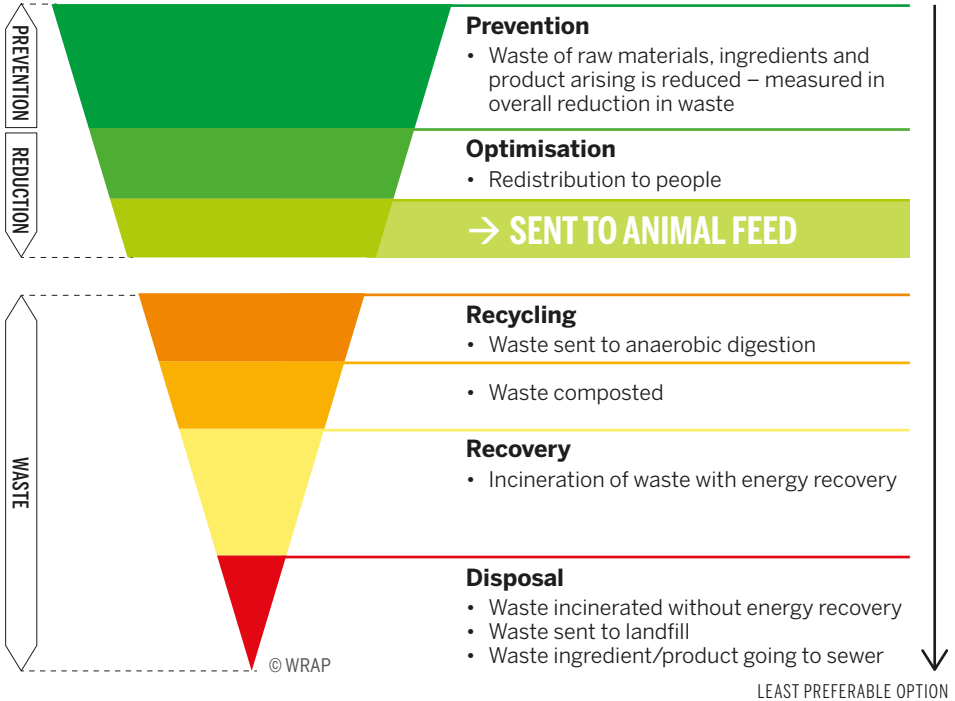 PREVENTION
Prevention
• Waste of raw materials, ingredients and
product arising is reduced – measured in
overall reduction in waste
REDUCTION
Optimisation
• Redistribution to people
→ SENT TO ANIMAL FEED
WASTE
Recycling
• Waste sent to anaerobic digestion
• Waste composted
Recovery
• Incineration of waste with energy recovery
Disposal
• Waste incinerated without energy recovery
• Waste sent to landfill
• Waste ingredient/product going to sewer
© WRAP
LEAST PREFERABLE OPTION